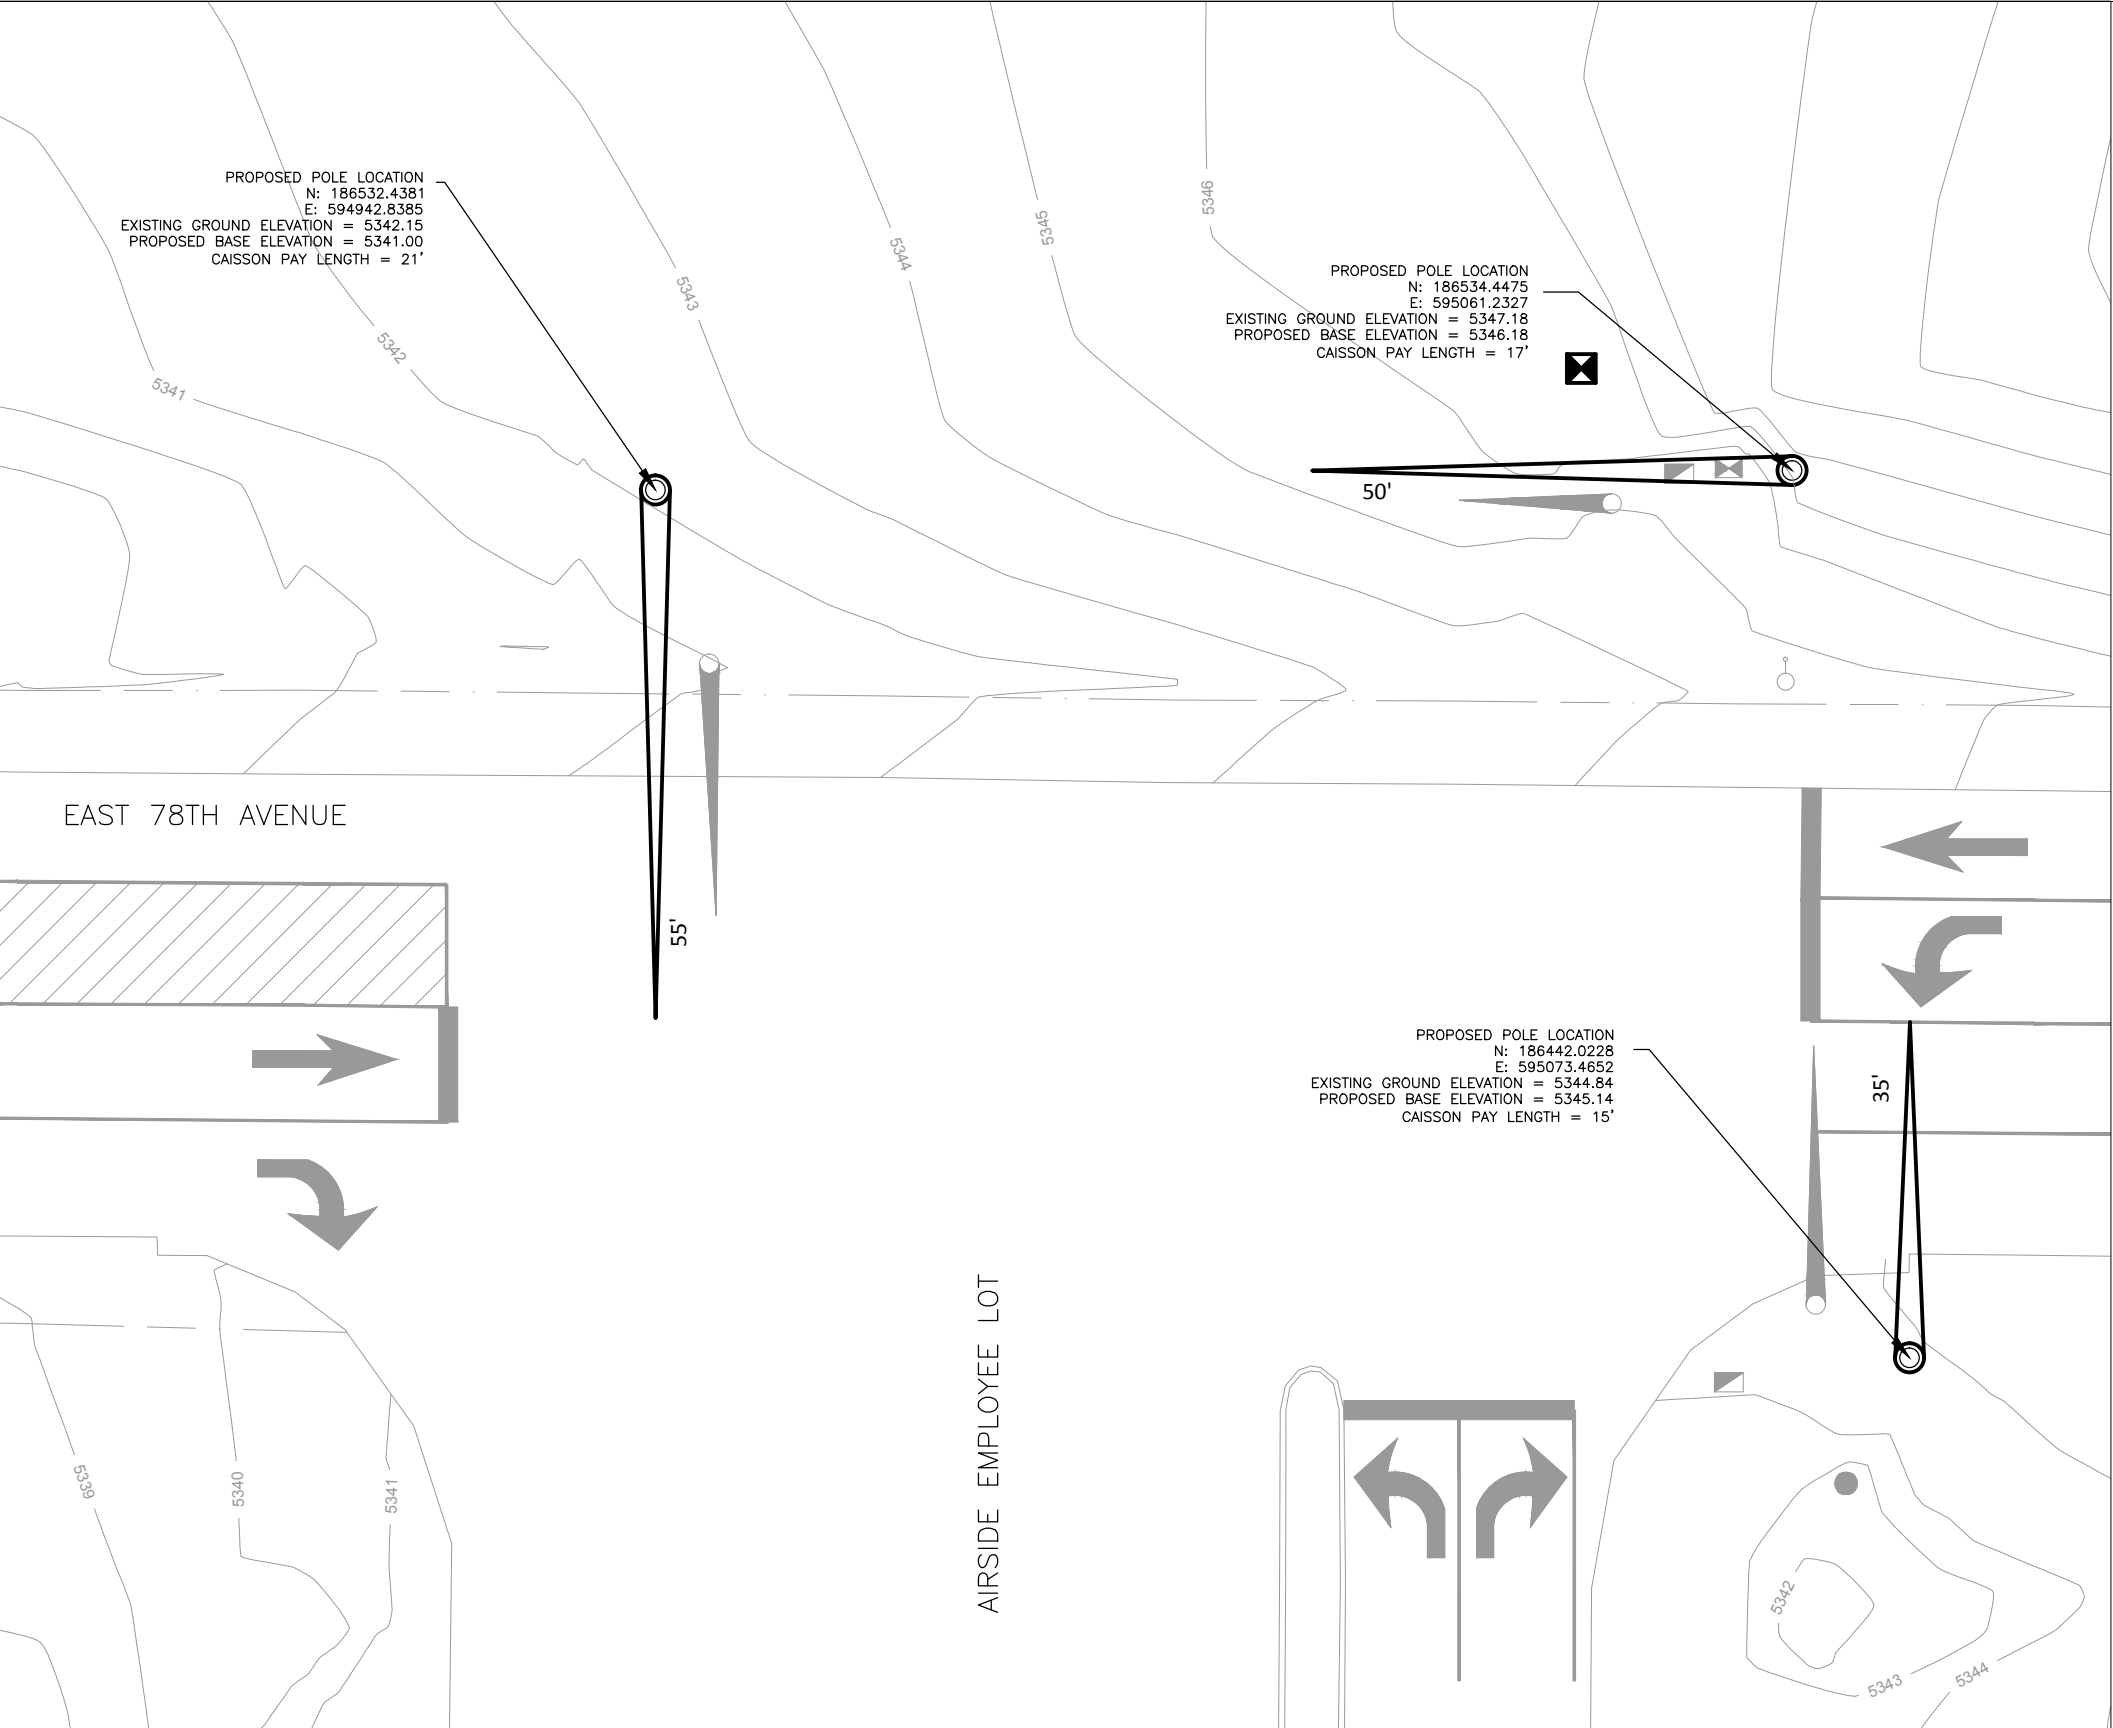 PROPOSED POLE LOCATION
N: 186532.4381
E: 594942.8385
EXISTING GROUND ELEVATION = 5342.15
PROPOSED BASE ELEVATION = 5341.00
CAISSON PAY LENGTH = 21'
5346
5345
5344
5343
5342
5341
PROPOSED POLE LOCATION
N: 186534.4475
E: 595061.2327
EXISTING GROUND ELEVATION = 5347.18
PROPOSED BASE ELEVATION = 5346.18
CAISSON PAY LENGTH = 17'
50'
EAST 78TH AVENUE
55'
PROPOSED POLE LOCATION
N: 186442.0228
E: 595073.4652
EXISTING GROUND ELEVATION = 5344.84
PROPOSED BASE ELEVATION = 5345.14
CAISSON PAY LENGTH = 15'
35'
AIRSIDE EMPLOYEE LOT
5339
5340
5341
5342
5343
5344